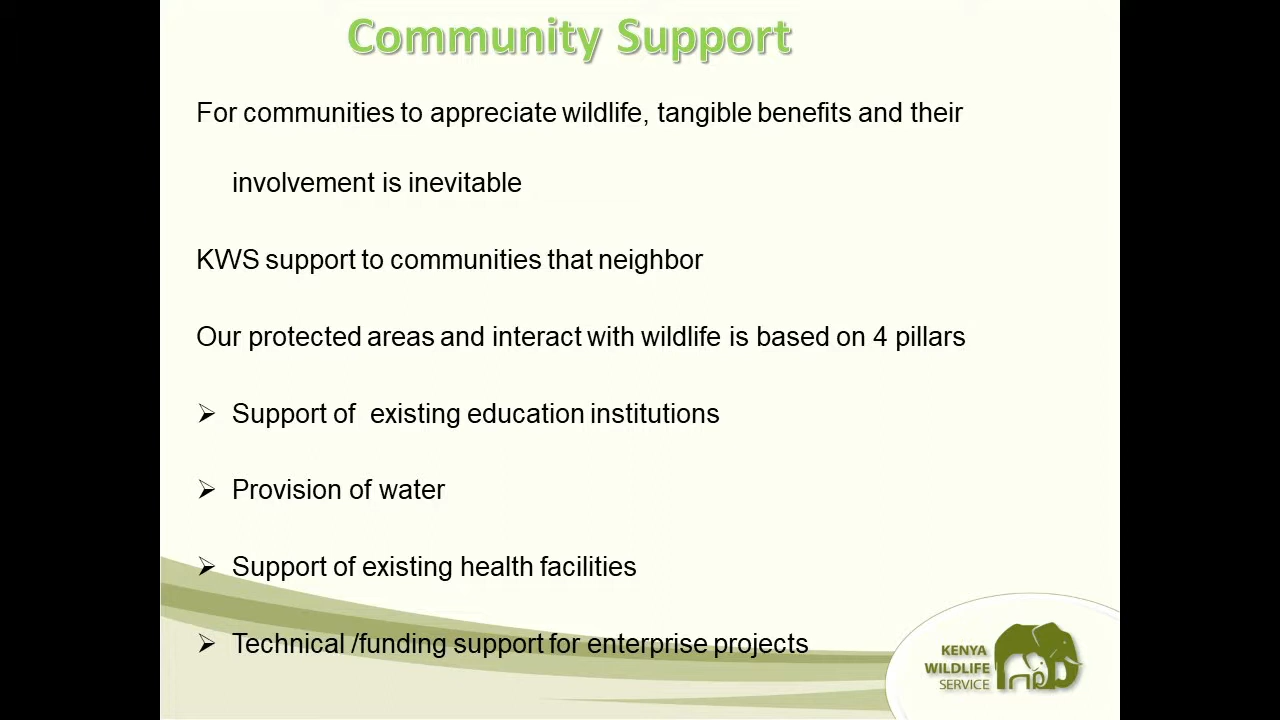 Community Support
For communities to appreciate wildlife, tangible benefits and their
involvement is inevitable
KWS support to communities that neighbor
Our protected areas and interact with wildlife is based on 4 pillars
➢ Support of  existing education institutions
➢ Provision of water
➢ Support of existing health facilities
➢ Technical /funding support for enterprise projects
KENYA
WILDLIFE
SERVICE